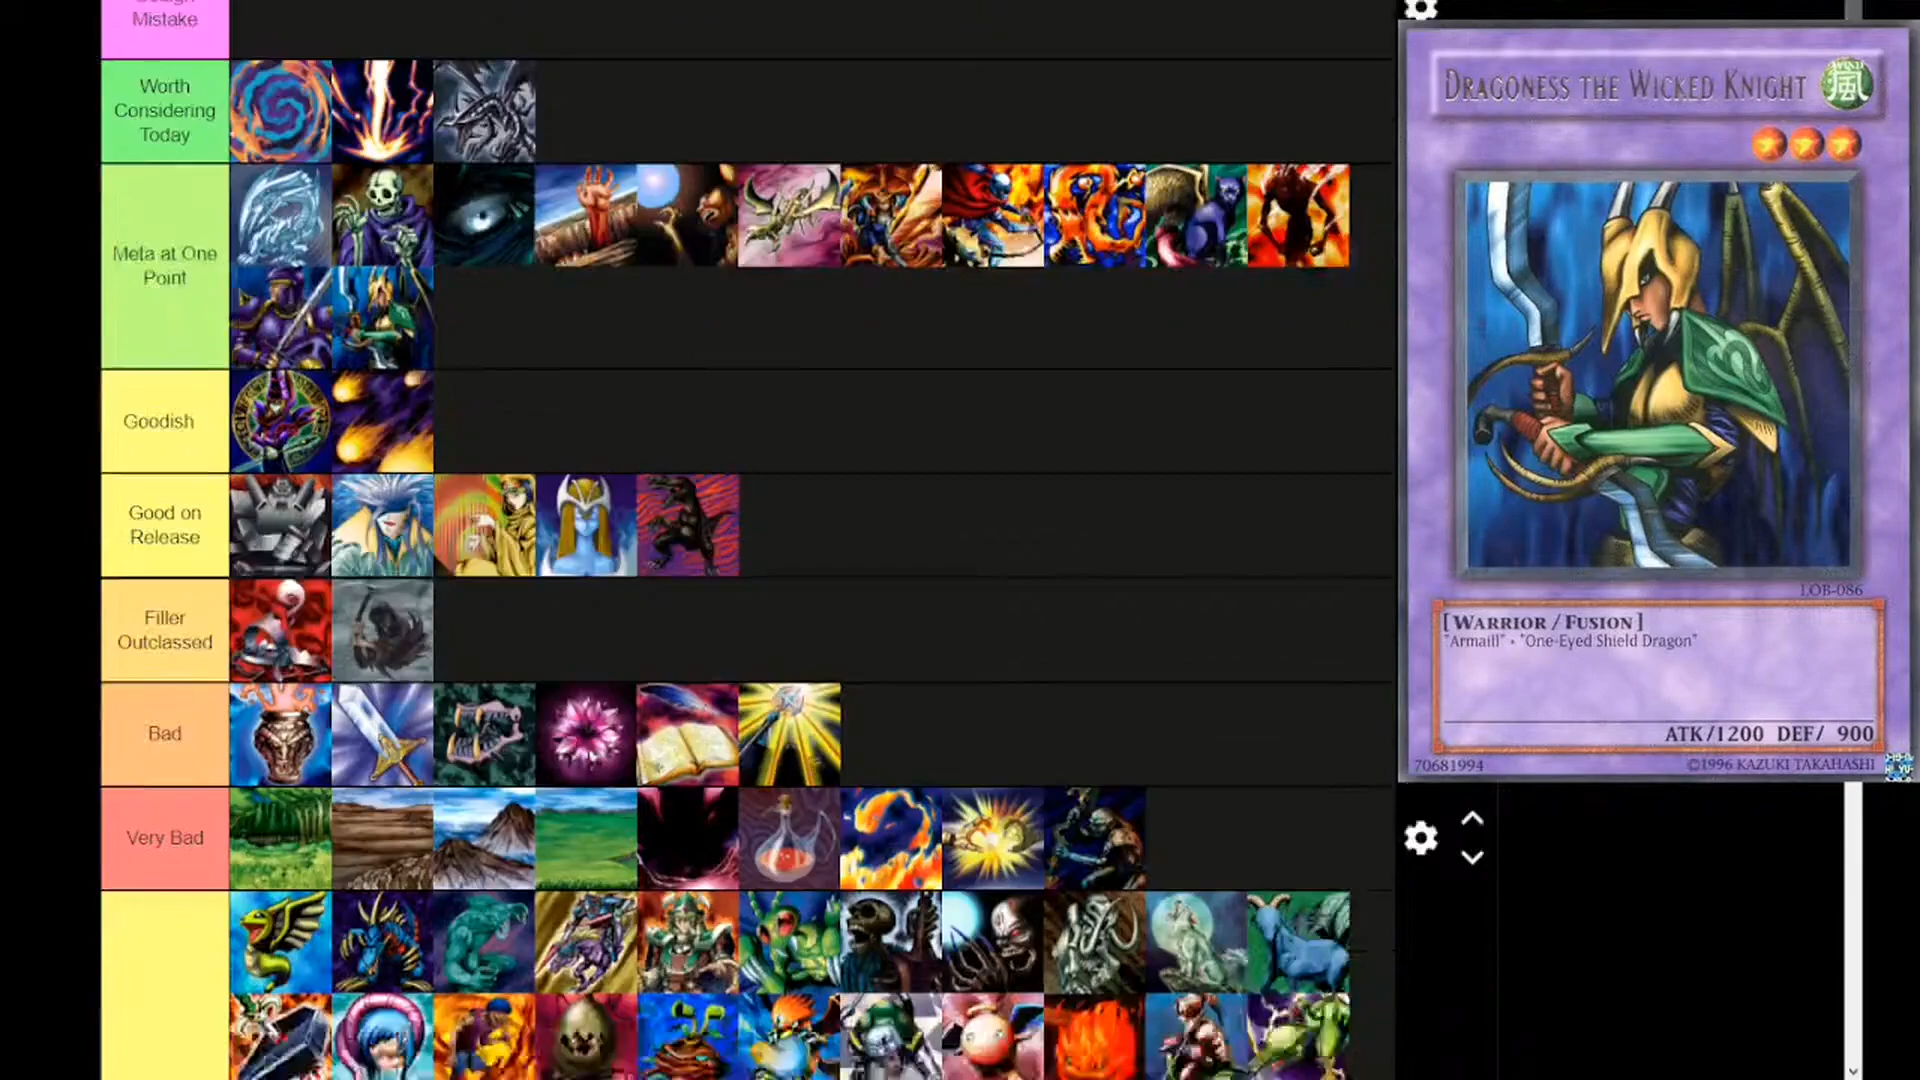 Mistake
Worth
Considering
Today
Meta at One
Point
Goodish
Good on
Release
Filler
Outclassed
Bad
Very Bad
DRAGONESS THE WICKED KNIGHT
WIND
風
LOB-086
[WARRIOR/FUSION]
"Armaill" + "One-Eyed Shield Dragon"
ATK/1200 DEF/ 900
70681994
©1996 KAZUKI TAKAHASHI